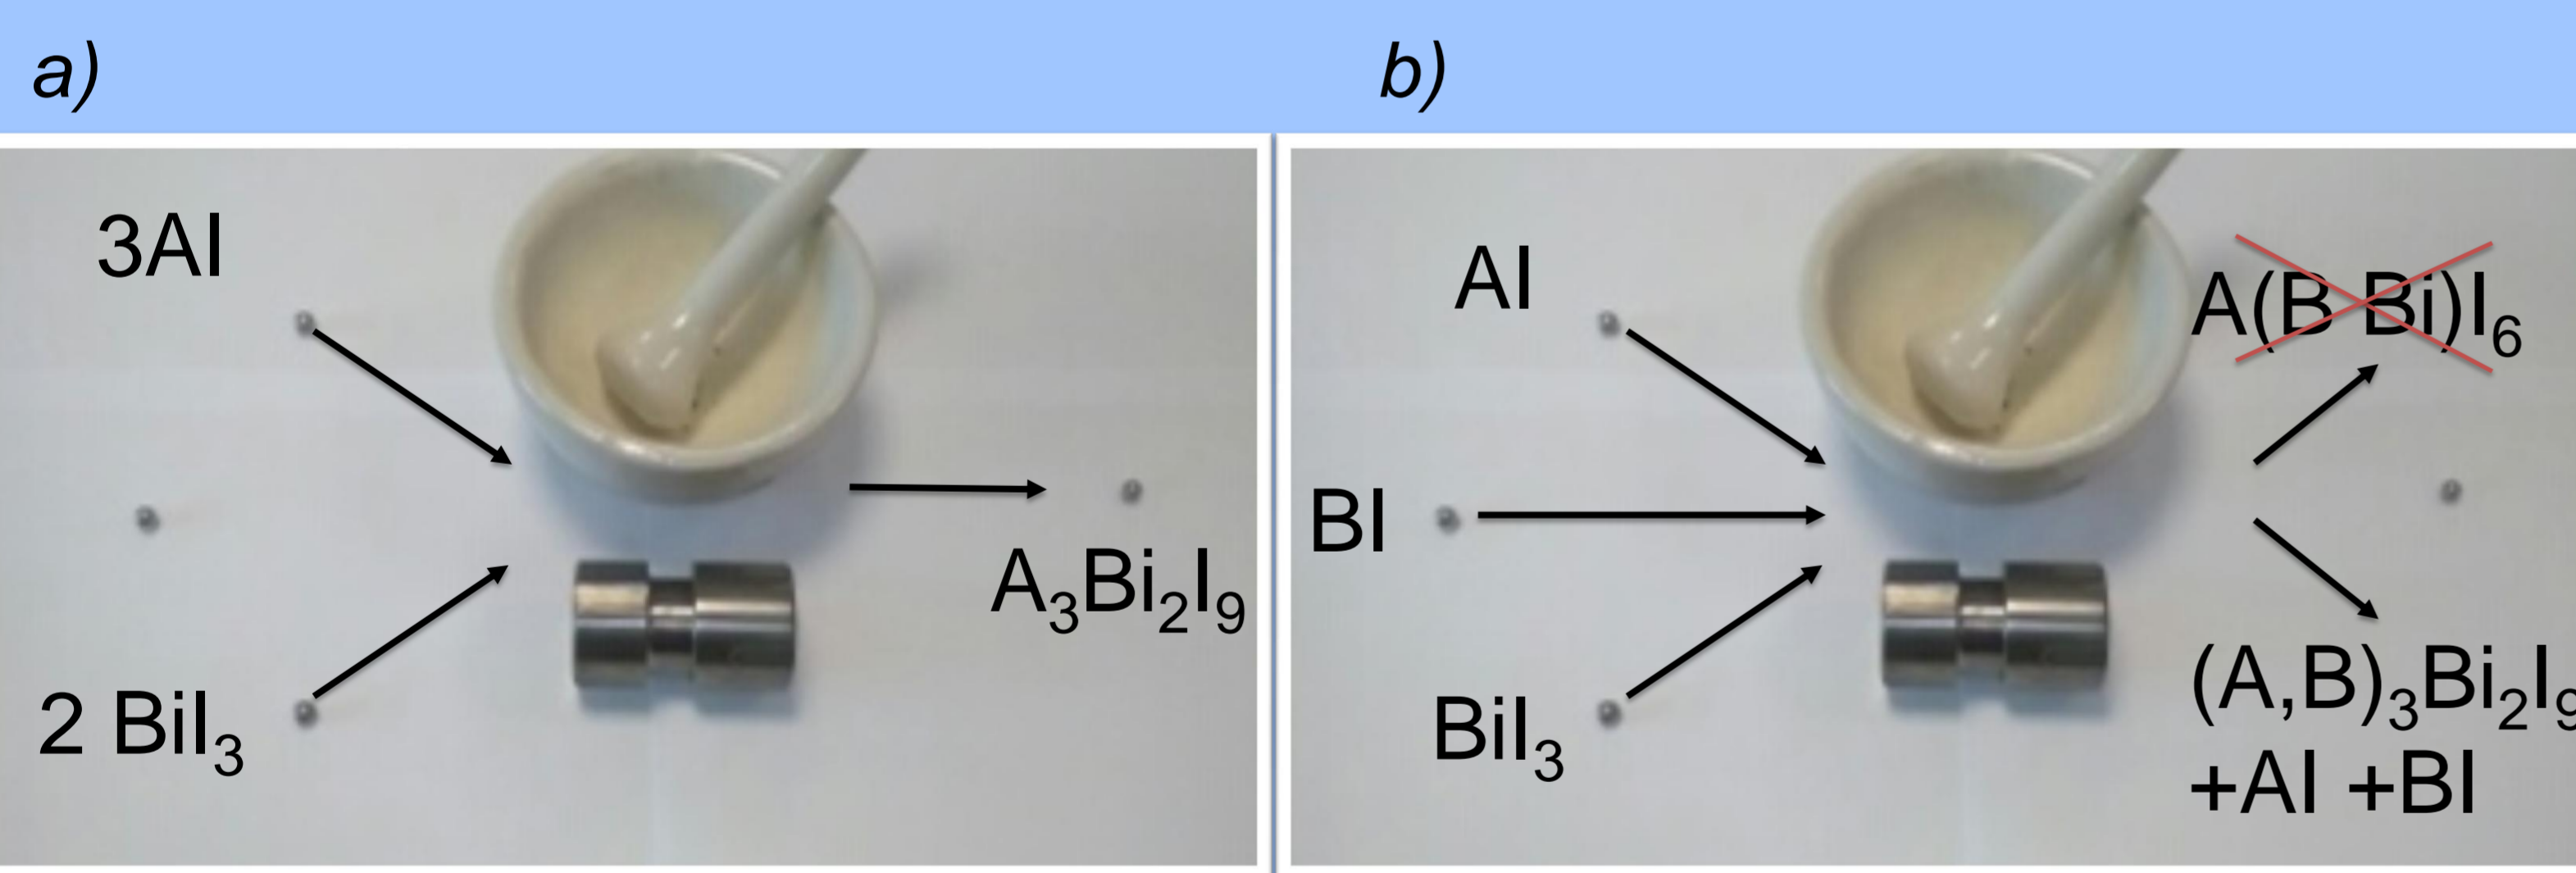 a)
3AI
2 BiI₃
A₃Bi₂I₉
b)
AI
BI
BiI₃
A(B Bi)I₆
(A,B)₃Bi₂I₉
+AI +BI